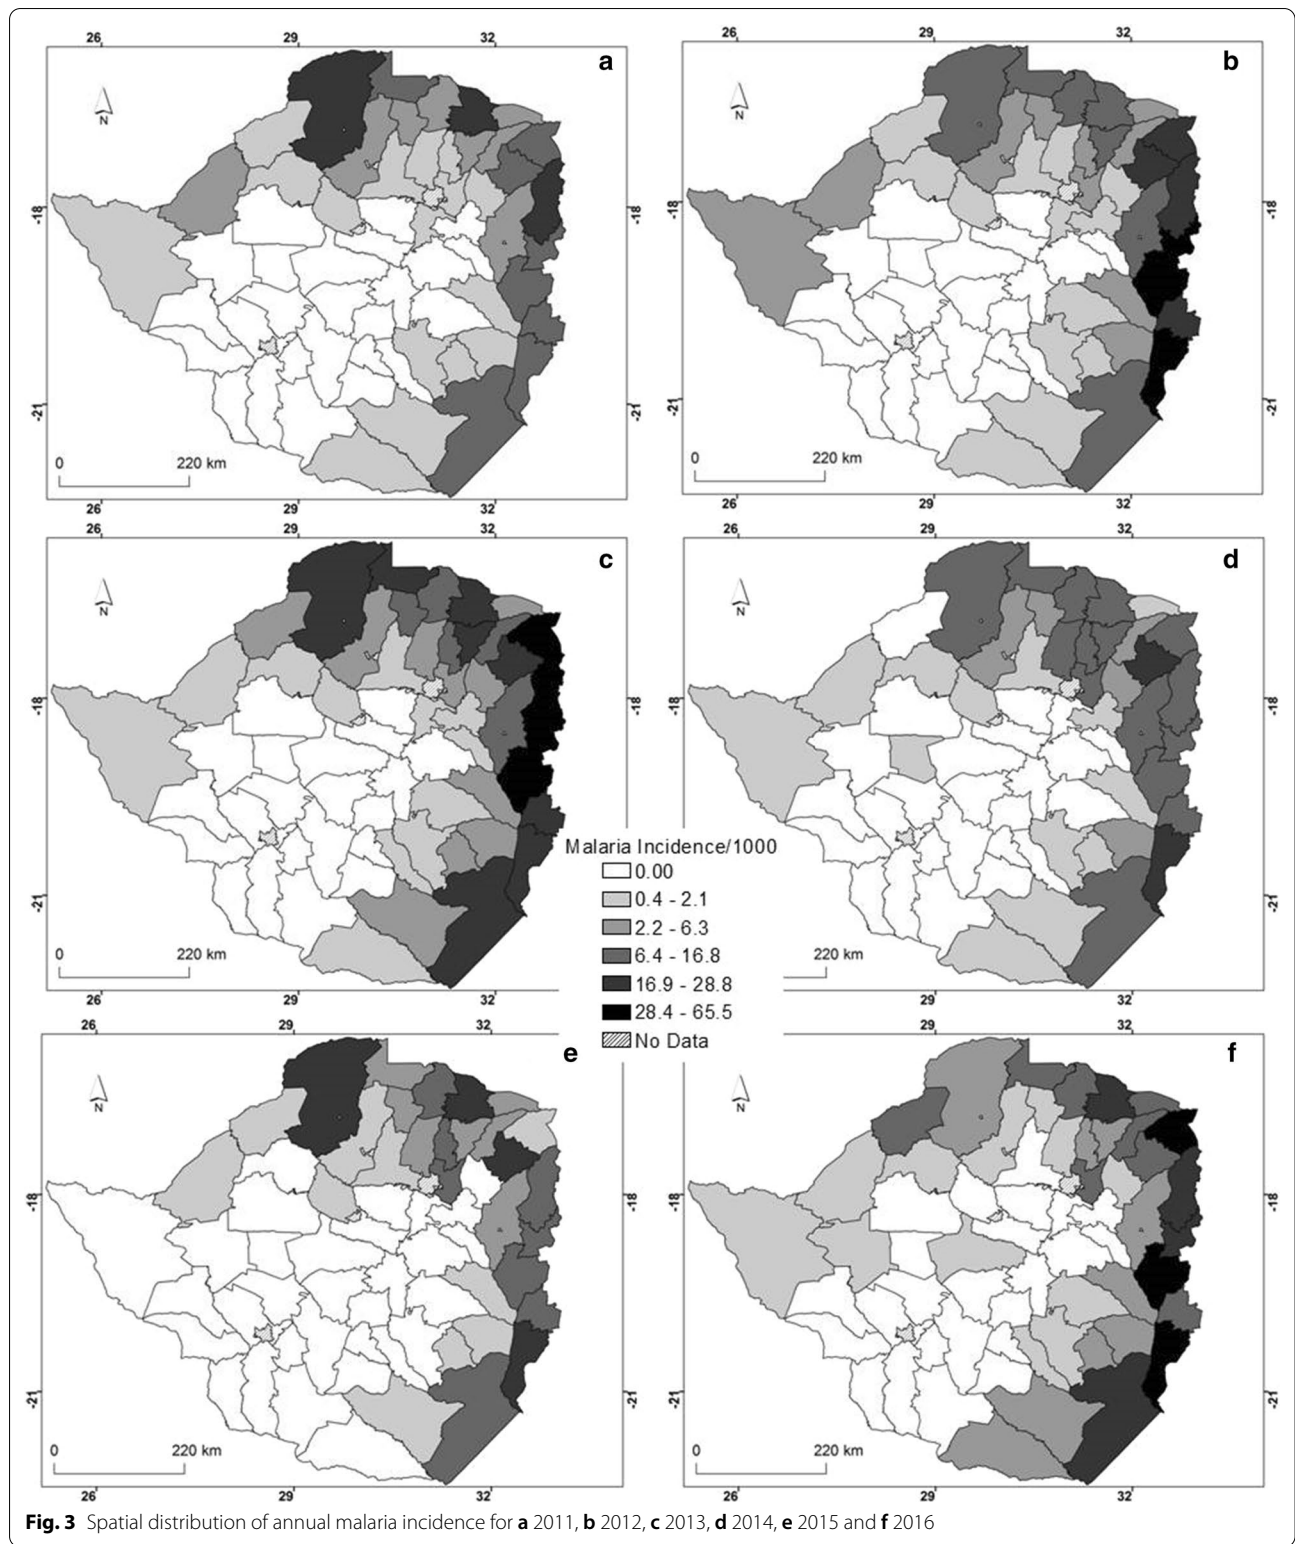 26 29 32
26 29 32
a
b
N
N
-18
-18
-18
-18
-21
-21
-21
-21
0 220 km
0 220 km
26 29 32
26 29 32
26 29 32
26 29 32
c
d
N
N
-18
-18
-18
-18
Malaria Incidence/1000
0.00
0.4 - 2.1
2.2 - 6.3
6.4 - 16.8
16.9 - 28.8
28.4 - 65.5
No Data
-21
-21
-21
-21
0 220 km
220 km
26 29 32
26 29 32
26 29 32
29 32
e
f
N
N
-18
-18
-18
-18
-21
-21
-21
-21
0 220 km
0 220 km
26 29 32
26 29 32
Fig. 3 Spatial distribution of annual malaria incidence for a 2011, b 2012, c 2013, d 2014, e 2015 and f 2016